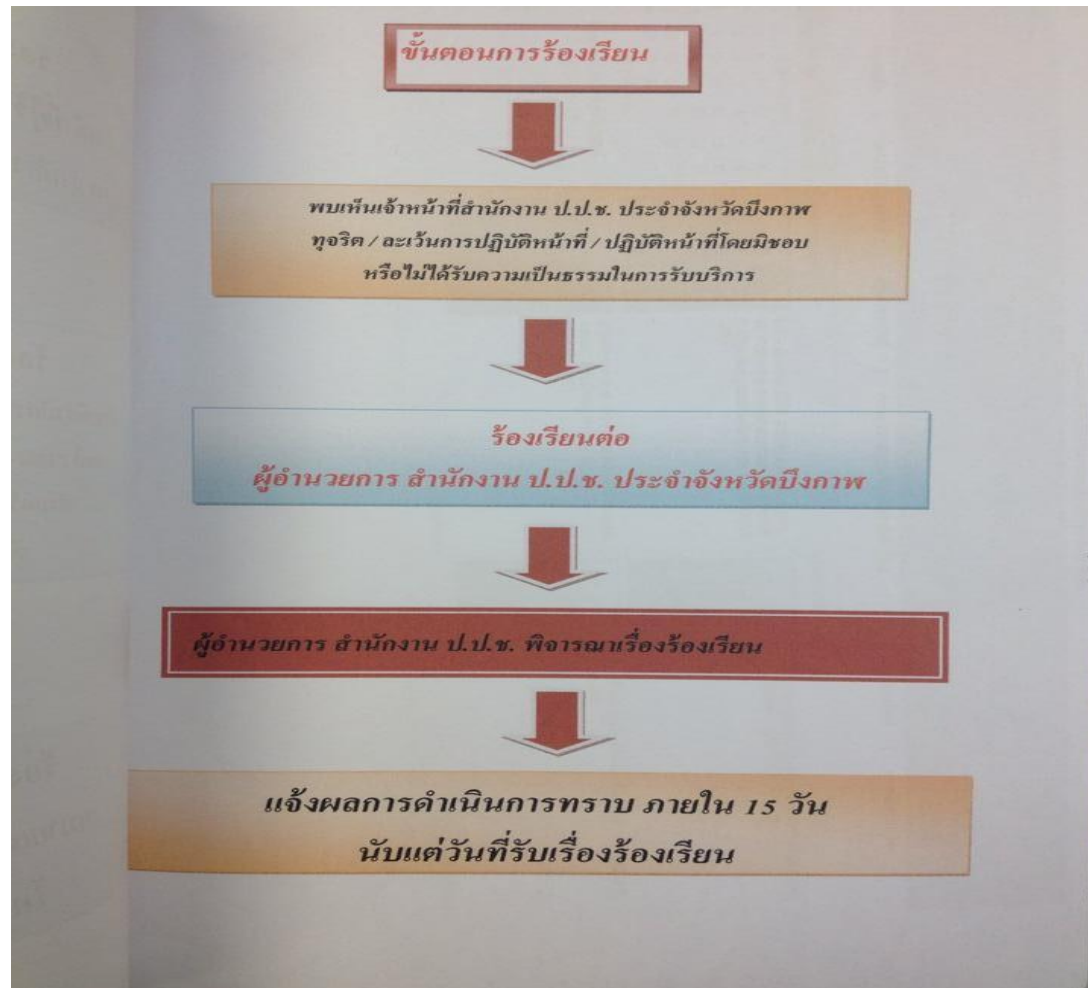 ขั้นตอนการร้องเรียน
พบเห็นเจ้าหน้าที่สำนักงาน ป.ป.ช. ประจำจังหวัดบึงกาฬ
ทุจริต / ละเว้นการปฏิบัติหน้าที่ / ปฏิบัติหน้าที่โดยมิชอบ
หรือไม่ได้รับความเป็นธรรมในการรับบริการ
ร้องเรียนต่อ
ผู้อำนวยการ สำนักงาน ป.ป.ช. ประจำจังหวัดบึงกาฬ
ผู้อำนวยการ สำนักงาน ป.ป.ช. พิจารณาเรื่องร้องเรียน
แจ้งผลการดำเนินการทราบ ภายใน 15 วัน
นับแต่วันที่รับเรื่องร้องเรียน